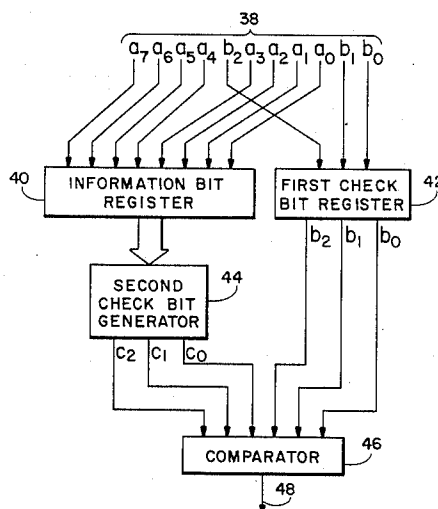 38
a7 a6 a5 a4 b2 a3 a2 a1 a0 b1 b0
40
INFORMATION BIT
REGISTER
FIRST CHECK
BIT REGISTER
42
b2 b1 b0
SECOND
CHECK BIT
GENERATOR
44
C2 C1 C0
COMPARATOR
46
48